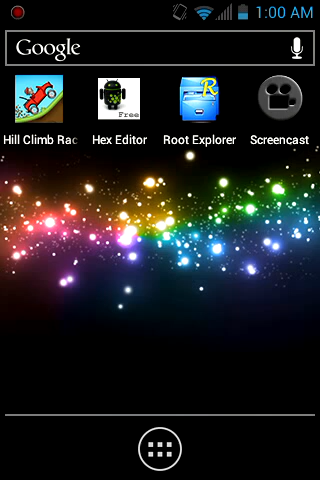 1:00 AM
Google
Hill Climb Rac
Hex Editor
Root Explorer
Screencast
Free
R